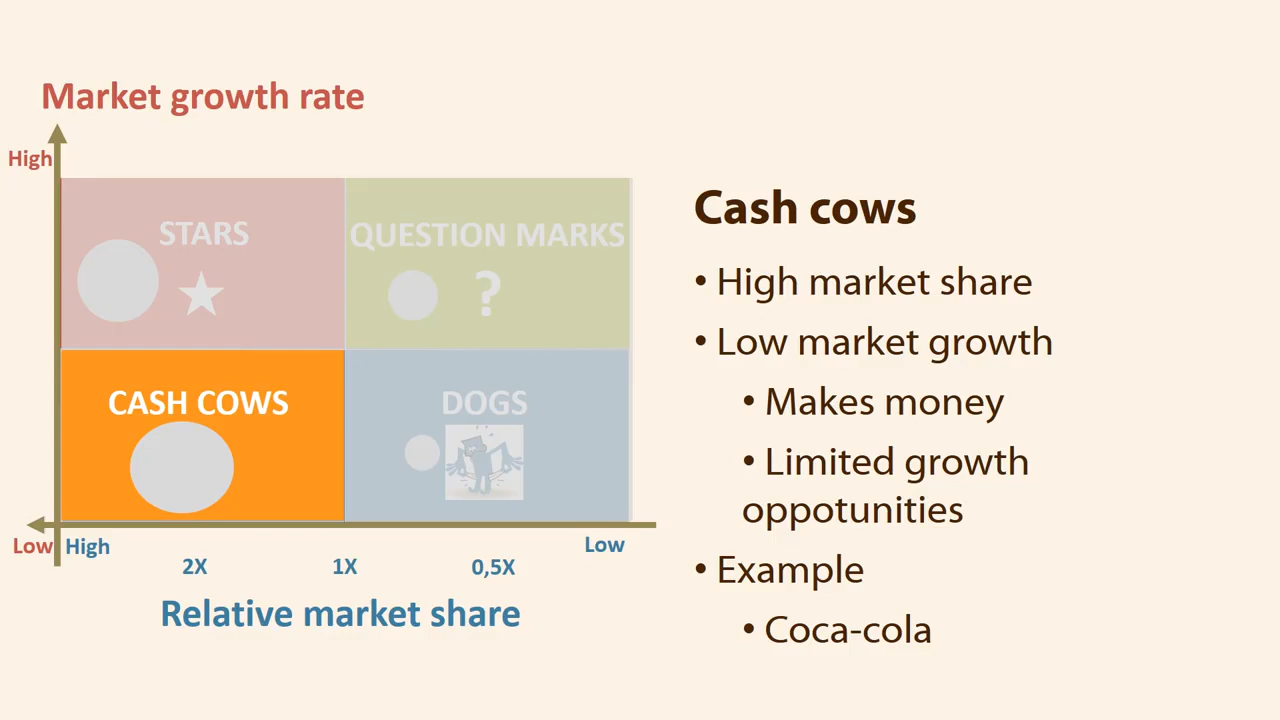 Market growth rate
High
STARS
QUESTION MARKS
?
CASH COWS
DOGS
Low
High
Low
2X
1X
0,5X
Relative market share
Cash cows
• High market share
• Low market growth
• Makes money
• Limited growth
oppotunities
• Example
• Coca-cola